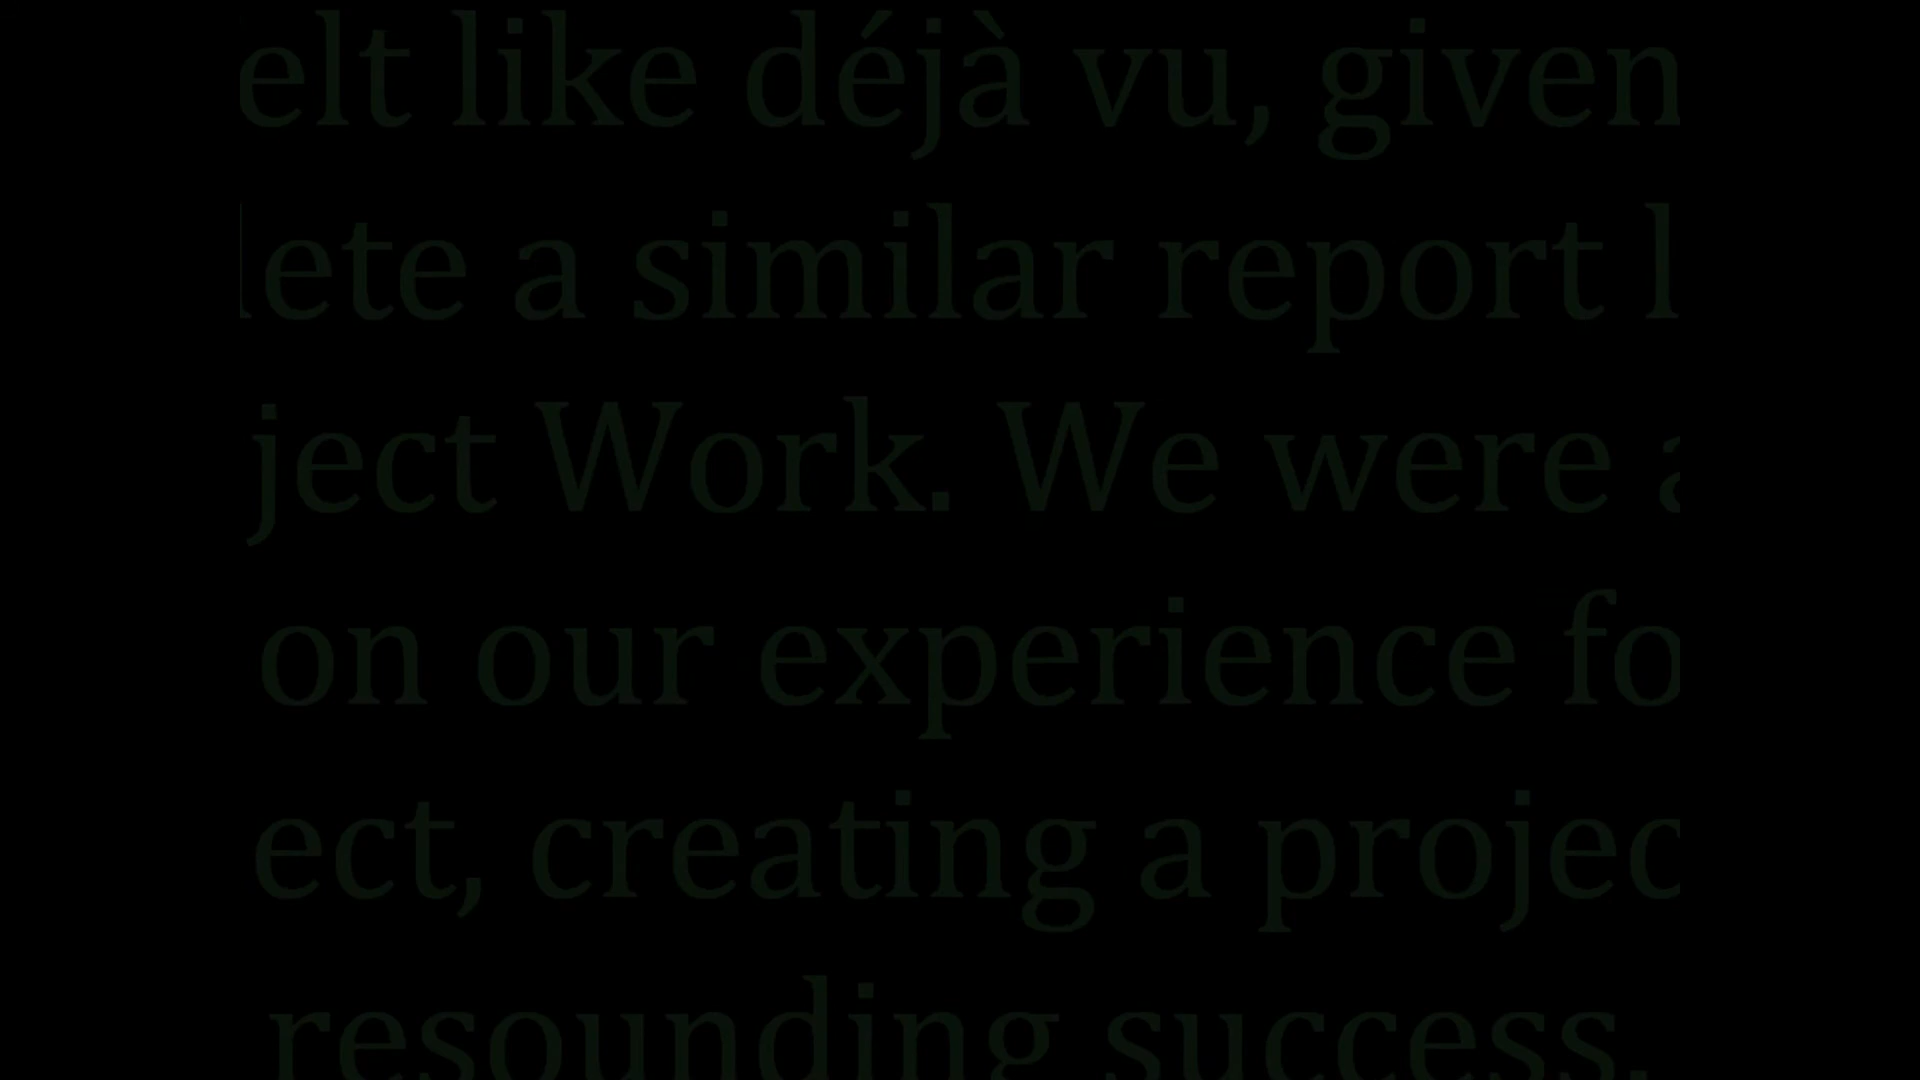 elt like déjà vu, given
lete a similar report l
ject Work. We were a
on our experience fo
ect, creating a projec
resounding success.